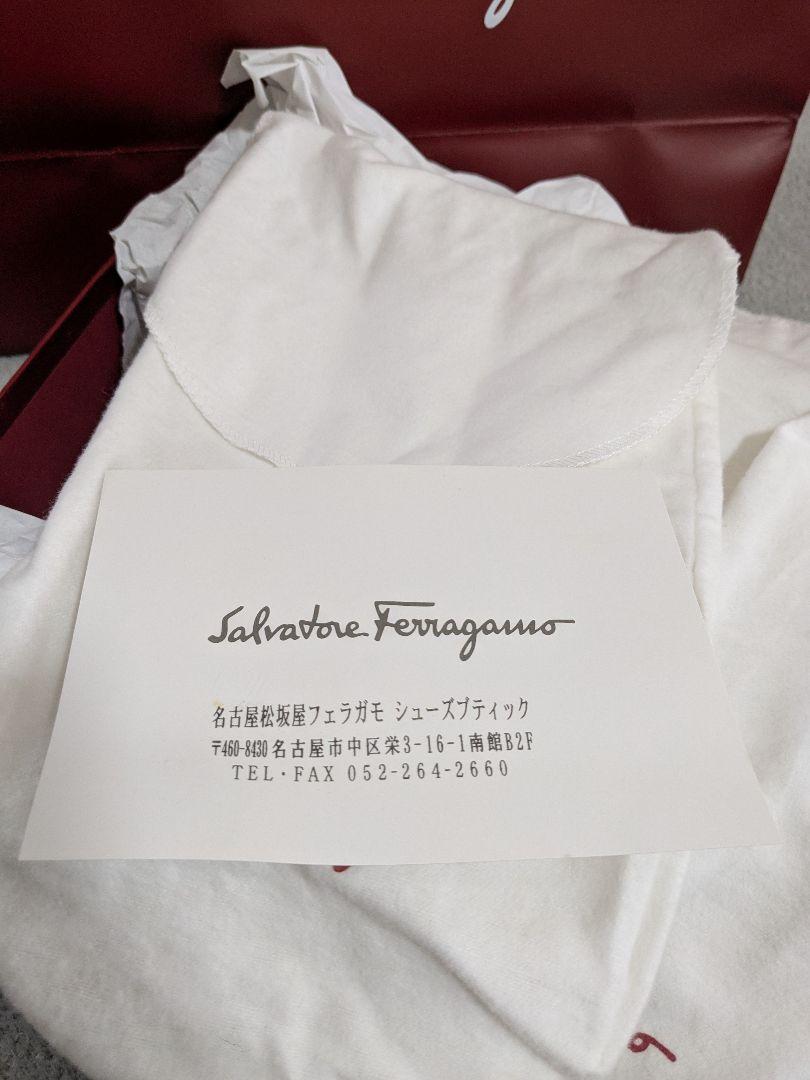 Salvatore Ferragamo
名古屋松坂屋フェラガモ シューズブティック
〒460-8430 名古屋市中区栄3-16-1南館B2F
TEL・FAX 052-264-2660